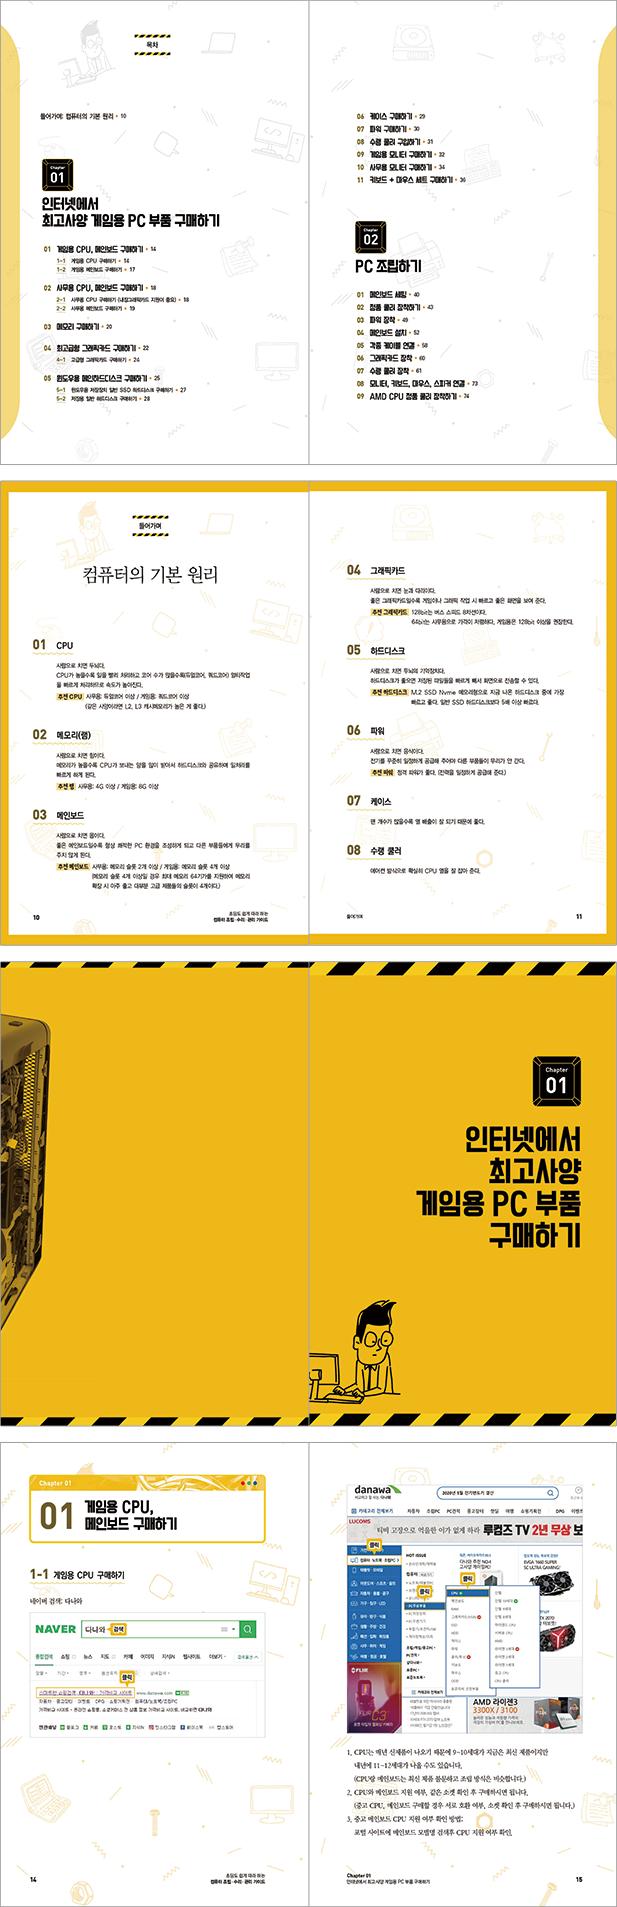 목차
들어가며: 컴퓨터의 기본 원리 • 10
Chapter
01
인터넷에서
최고사양 게임용 PC 부품 구매하기
01 게임용 CPU, 메인보드 구매하기 • 14
1-1 게임용 CPU 구매하기 • 14
1-2 게임용 메인보드 구매하기 • 17
02 사무용 CPU, 메인보드 구매하기 • 18
2-1 사무용 CPU 구매하기 (내장그래픽카드 지원이 중요) • 18
2-2 사무용 메인보드 구매하기 • 19
03 메모리 구매하기 • 20
04 최고급형 그래픽카드 구매하기 • 22
4-1 고급형 그래픽카드 구매하기 • 24
05 윈도우용 메인하드디스크 구매하기 • 25
5-1 윈도우용 저장장치 일반 SSD 하드디스크 구매하기 • 27
5-2 저장용 일반 하드디스크 구매하기 • 28
06 케이스 구매하기 • 29
07 파워 구매하기 • 30
08 수랭 쿨러 구입하기 • 31
09 게임용 모니터 구매하기 • 32
10 사무용 모니터 구매하기 • 34
11 키보드 + 마우스 세트 구매하기 • 36
Chapter
02
PC 조립하기
01 메인보드 세팅 • 40
02 정품 쿨러 장착하기 • 43
03 파워 장착 • 49
04 메인보드 설치 • 52
05 각종 케이블 연결 • 58
06 그래픽카드 장착 • 60
07 수랭 쿨러 장착 • 61
08 모니터, 키보드, 마우스, 스피커 연결 • 73
09 AMD CPU 정품 쿨러 장착하기 • 74
들어가며
컴퓨터의 기본 원리
01 CPU
사람으로 치면 두뇌다.
CPU가 높을수록 일을 빨리 처리하고 코어 수가 많을수록(듀얼코어, 쿼드코어) 멀티작업
을 빠르게 처리하므로 속도가 높아진다.
추천 CPU 사무용: 듀얼코어 이상 / 게임용: 쿼드코어 이상
(같은 사양이라면 L2, L3 캐시메모리가 높은 게 좋다.)
02 메모리(램)
사람으로 치면 힘이다.
메모리가 높을수록 CPU가 보내는 양을 많이 받아서 하드디스크와 공유하며 일처리를
빠르게 하게 된다.
추천 램 사무용: 4G 이상 / 게임용: 8G 이상
03 메인보드
사람으로 치면 몸이다.
좋은 메인보드일수록 항상 쾌적한 PC 환경을 조성하게 되고 다른 부품들에게 무리를
주지 않게 된다.
추천 메인보드 사무용: 메모리 슬롯 2개 이상 / 게임용: 메모리 슬롯 4개 이상
(메모리 슬롯 4개 이상일 경우 최대 메모리 64기가를 지원하여 메모리
확장 시 아주 좋고 대부분 고급 제품들의 슬롯이 4개이다.)
10
초임도 쉽게 따라 하는
컴퓨터 조립·수리·관리 가이드
04 그래픽카드
사람으로 치면 눈과 다리이다.
좋은 그래픽카드일수록 게임이나 그래픽 작업 시 빠르고 좋은 화면을 보여 준다.
추천 그래픽카드 128bit는 버스 스피드 8차선이다.
64bit는 사무용으로 가격이 저렴하다, 게임용은 128bit 이상을 권장한다.
05 하드디스크
사람으로 치면 두뇌의 기억장치다.
하드디스크가 좋으면 저장된 파일들을 빠르게 빼서 화면으로 전송할 수 있다.
추천 하드디스크 M.2 SSD Nvme 메모리형으로 지금 나온 하드디스크 중에 가장
빠르고 좋다. 일반 SSD 하드디스크보다 5배 이상 빠르다.
06 파워
사람으로 치면 음식이다.
전기를 꾸준히 일정하게 공급해 주어야 다른 부품들이 무리가 안 간다.
추천 파워 정격 파워가 좋다. (전력을 일정하게 공급해 준다.)
07 케이스
팬 개수가 많을수록 열 배출이 잘 되기 때문에 좋다.
08 수랭 쿨러
에어컨 방식으로 확실히 CPU 열을 잘 잡아 준다.
들어가며
11
Chapter
01
인터넷에서
최고사양
게임용 PC 부품
구매하기
Chapter 01
01 게임용 CPU,
메인보드 구매하기
1-1 게임용 CPU 구매하기
네이버 검색: 다나와
NAVER 다나와 검색
통합검색 쇼핑 뉴스 지도 카페 이미지 지식iN 웹사이트 더보기
클릭
www.danawa.com
14
초임도 쉽게 따라 하는
컴퓨터 조립·수리·관리 가이드
danawa
LUCOMS
티비 고장으로 억울한 이가 없게 하라 루컴즈 TV 2년 무상 보
클릭
HOT ISSUE
클릭
클릭
CPU
FLIR
C3
AMD 라이젠3
3300X / 3100
1. CPU는 매년 신제품이 나오기 때문에 9~10세대가 지금은 최신 제품이지만
내년에 11~12세대가 나올 수도 있습니다.
(CPU랑 메인보드는 최신 제품 불문하고 조립 방식은 비슷합니다.)
2. CPU와 메인보드 지원 여부, 같은 소켓 확인 후 구매하시면 됩니다.
(중고 CPU, 메인보드 구매할 경우 서로 호환 여부, 소켓 확인 후 구매하시면 됩니다.)
3. 중고 메인보드 CPU 지원 여부 확인 방법:
포털 사이트에 메인보드 모델명 검색후 CPU 지원 여부 확인.
Chapter 01
인터넷에서 최고사양 게임용 PC 부품 구매하기
15